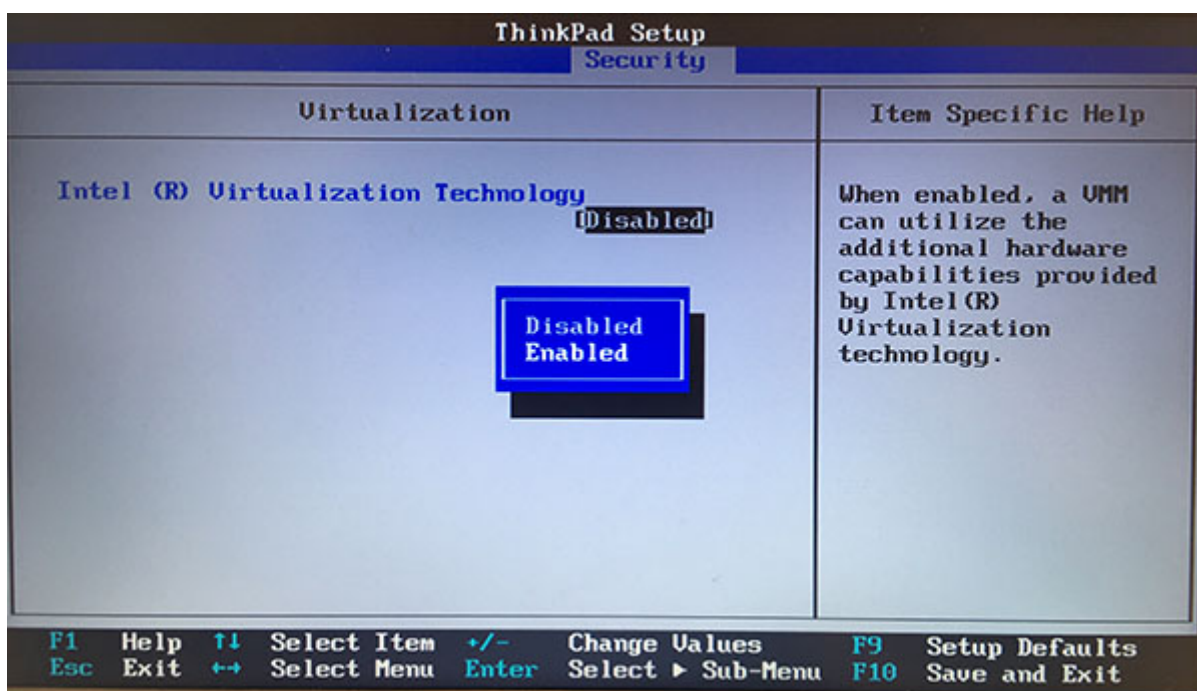 ThinkPad Setup
Security
Virtualization
Intel (R) Virtualization Technology
[Disabled]
Disabled
Enabled
Item Specific Help
When enabled, a VMM
can utilize the
additional hardware
capabilities provided
by Intel(R)
Virtualization
technology.
F1 Help ↑↓ Select Item +/- Change Values F9 Setup Defaults
Esc Exit ←→ Select Menu Enter Select ▶ Sub-Menu F10 Save and Exit